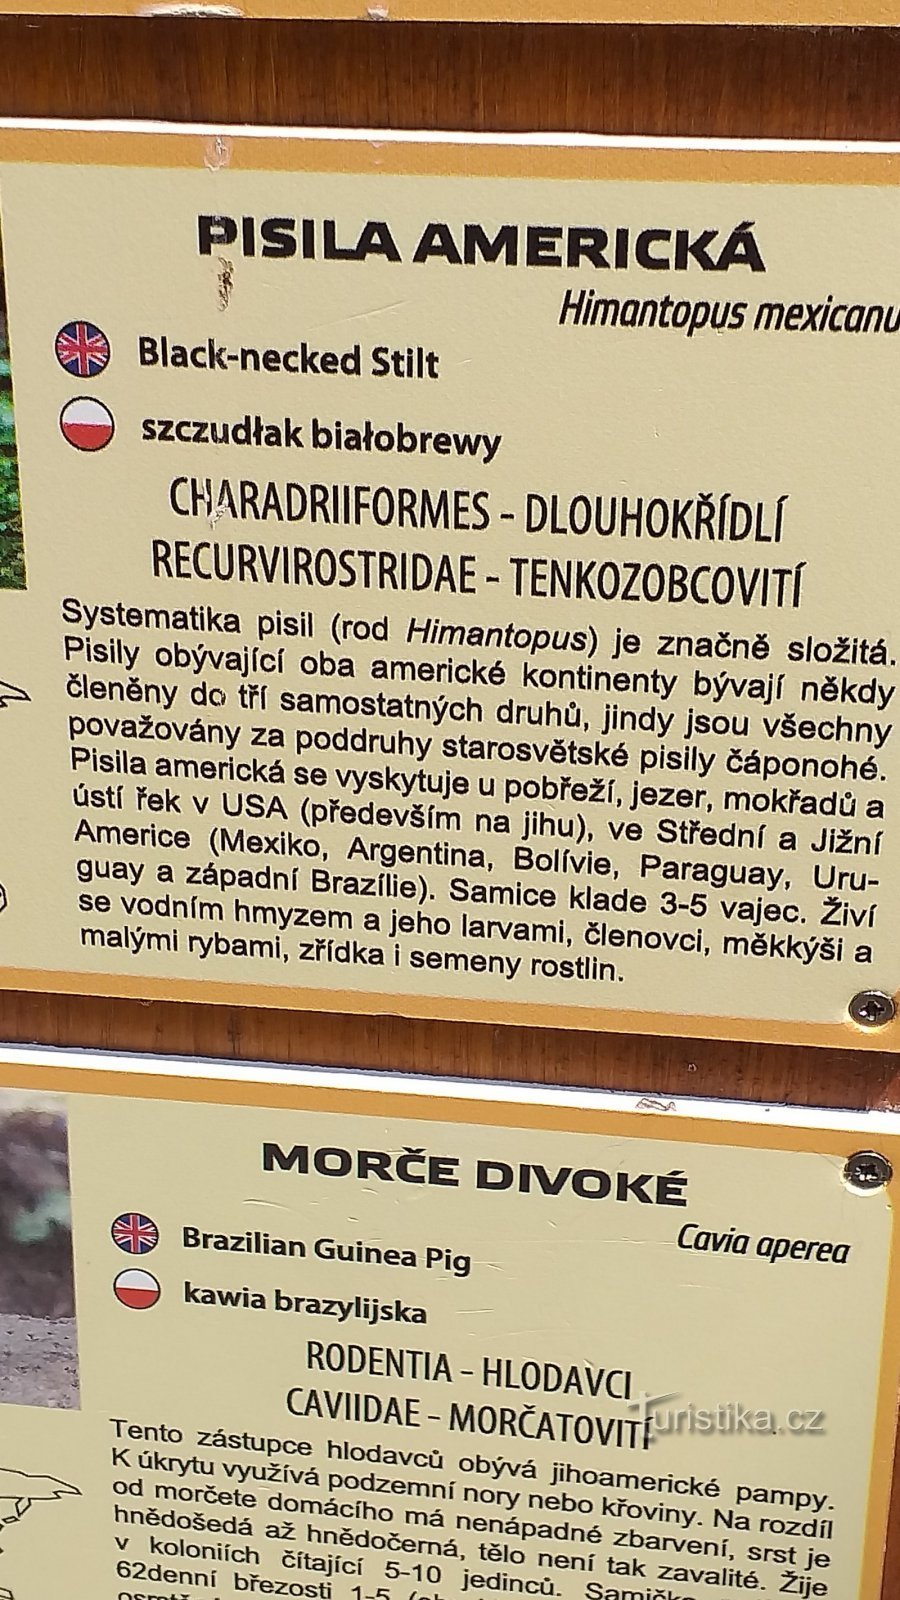 PISILA AMERICKÁ
Himantopus mexicanu
Black-necked Stilt
szczudłak białobrewy
CHARADRIIFORMES - DLOUHOKŘÍDLÍ
RECURVIROSTRIDAE - TENKOZOBCOVITÍ
Systematika pisil (rod Himantopus) je značně složitá.
Pisily obývající oba americké kontinenty bývají někdy
členěny do tří samostatných druhů, jindy jsou všechny
považovány za poddruhy starosvětské pisily čáponohé.
Pisila americká se vyskytuje u pobřeží, jezer, mokřadů a
ústí řek v USA (především na jihu), ve Střední a Jižní
Americe (Mexiko, Argentina, Bolívie, Paraguay, Uru-
guay a západní Brazílie). Samice klade 3-5 vajec. Živí
se vodním hmyzem a jeho larvami, členovci, měkkýši a
malými rybami, zřídka i semeny rostlin.
MORČE DIVOKÉ
Cavia aperea
Brazilian Guinea Pig
kawia brazylijska
RODENTIA - HLODAVCI
CAVIIDAE - MORČATOVITÍ
Turistika.cz
Tento zástupce hlodavců obývá jihoamerické pampy.
K úkrytu využívá podzemní nory nebo křoviny. Na rozdíl
od morčete domácího má nenápadné zbarvení, srst je
hnědošedá až hnědočerná, tělo není tak zavalité. Žije
v koloniích čítající 5-10 jedinců.
62denní březosti 1-5